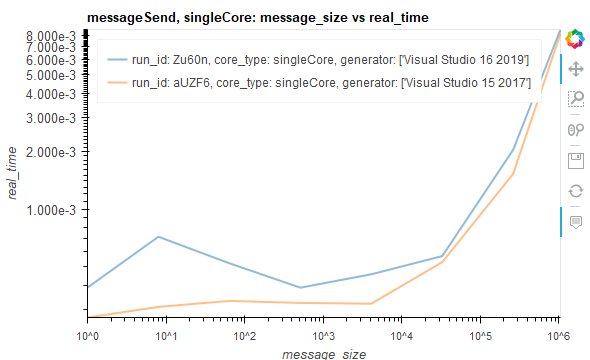 messageSend, singleCore: message_size vs real_time
8.000e-3
7.000e-3
6.000e-3
5.000e-3
4.000e-3
3.000e-3
2.000e-3
1.000e-3
real_time
run_id: Zu60n, core_type: singleCore, generator: ['Visual Studio 16 2019']
run_id: aUZF6, core_type: singleCore, generator: ['Visual Studio 15 2017']
10^0 10^1 10^2 10^3 10^4 10^5 10^6
message_size